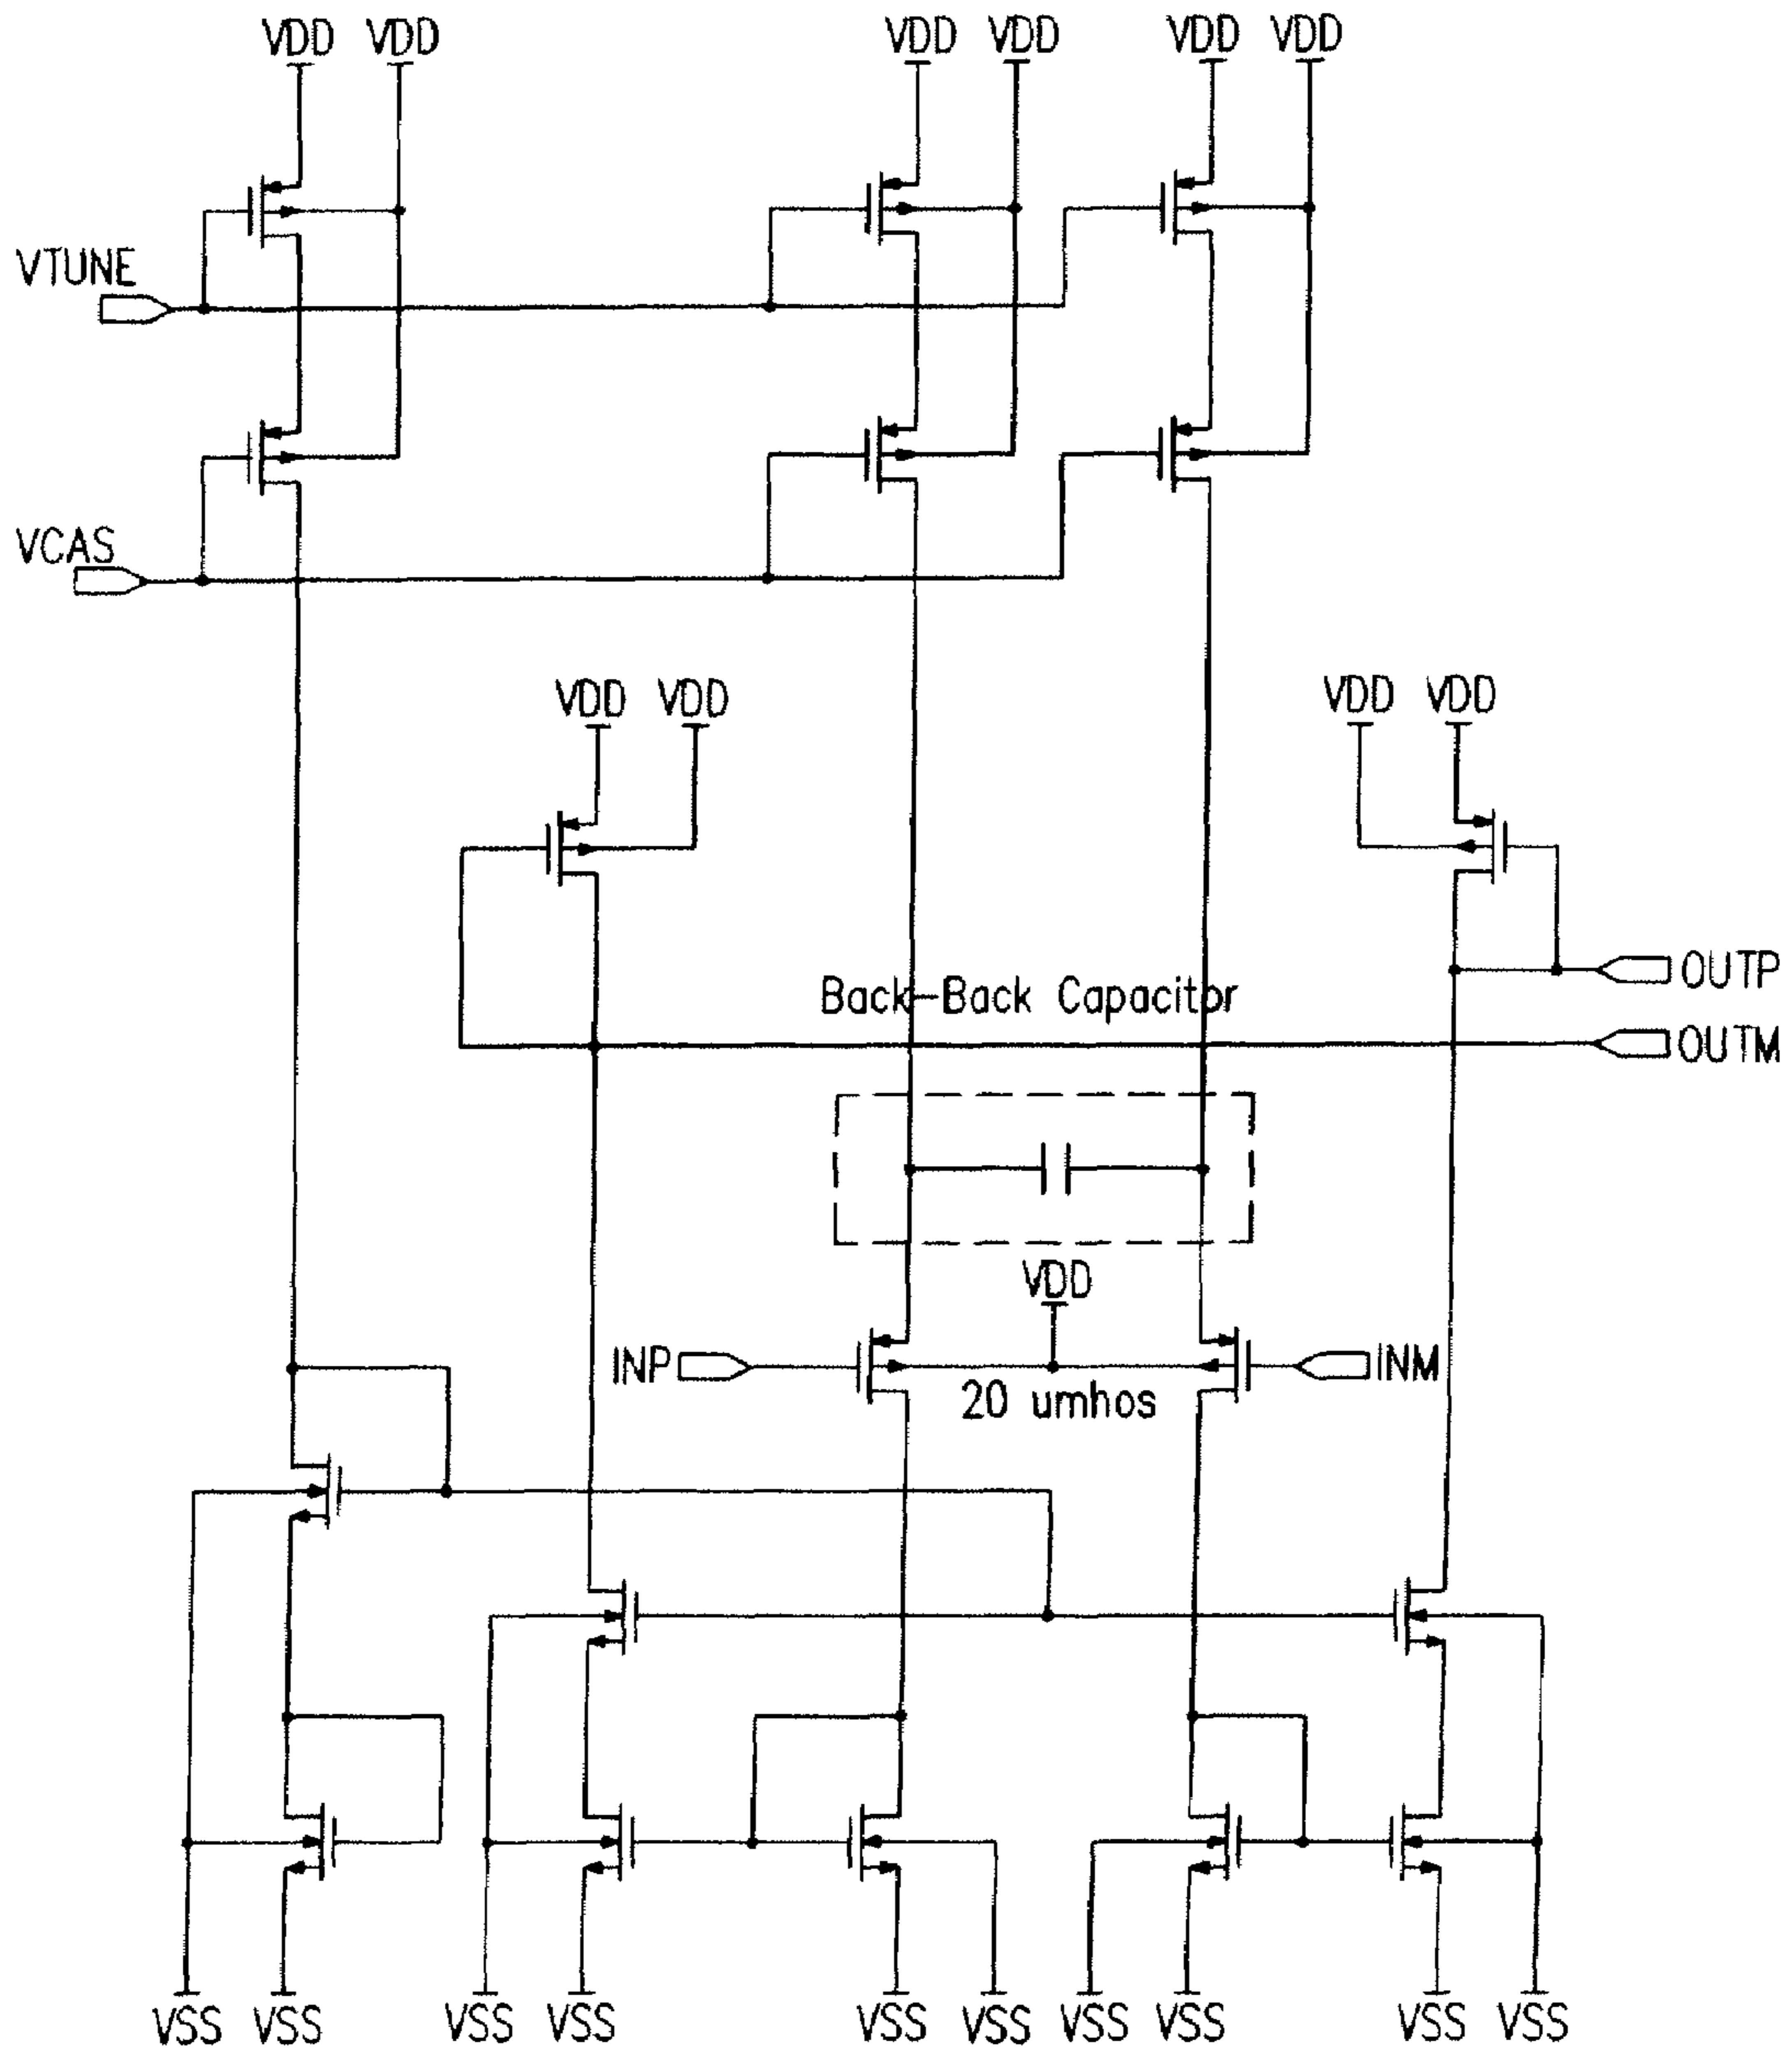 VDD VDD VDD VDD VDD VDD
VTUNE
VCAS
VDD VDD VDD VDD
OUTP
Back-Back Capacitor
OUTM
VDD
INP INM
20 umhos
VSS VSS VSS VSS VSS VSS VSS VSS VSS VSS